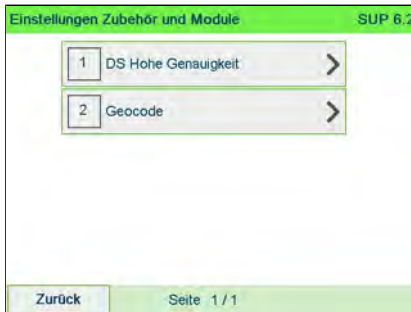 Einstellungen Zubehör und Module SUP 6.2
1 DS Hohe Genauigkeit
2 Geocode
Zurück Seite 1/1